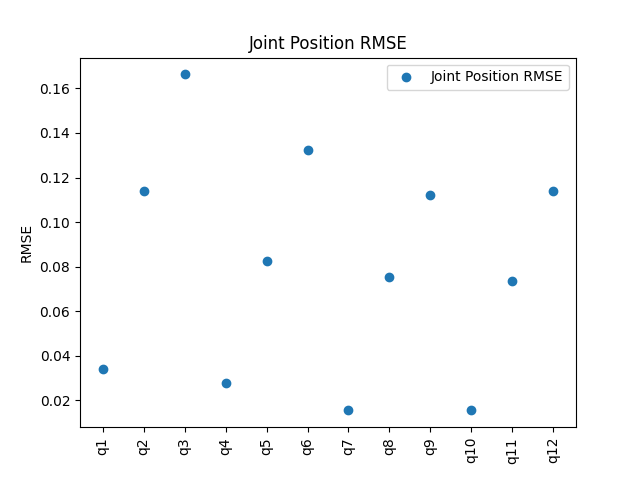 Joint Position RMSE
Joint Position RMSE
0.16
0.14
0.12
0.10
0.08
0.06
0.04
0.02
RMSE
q1 q2 q3 q4 q5 q6 q7 q8 q9 q10 q11 q12